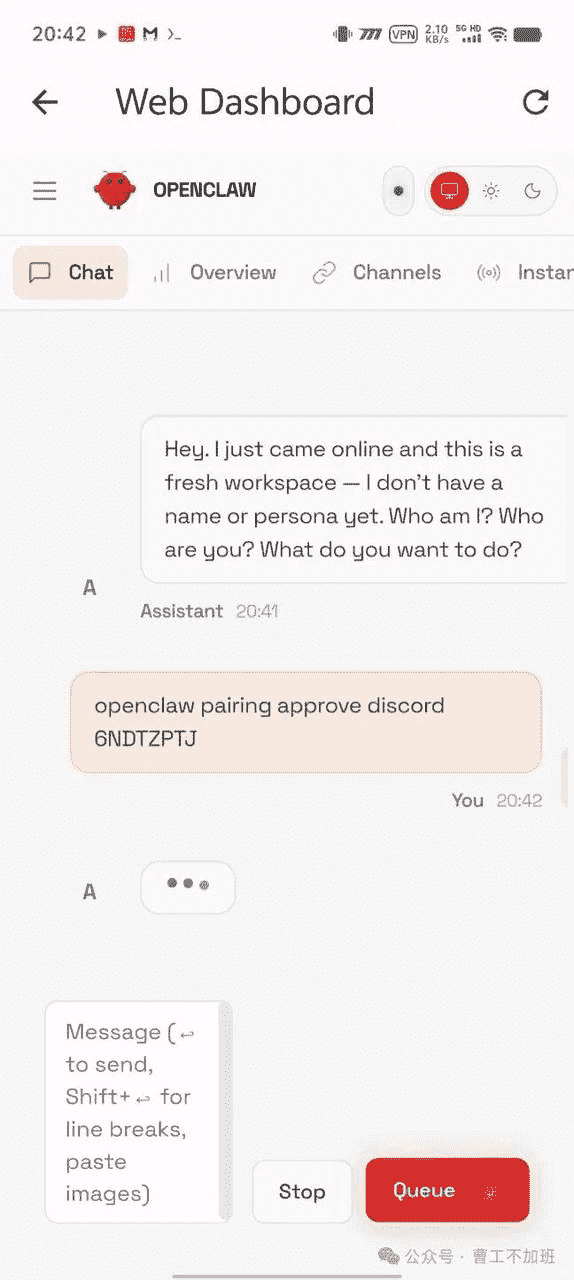 20:42
VPN
2.10
KB/s
5G HD
Web Dashboard
OPENCLAW
Chat
Overview
Channels
Instan
Hey. I just came online and this is a
fresh workspace — I don't have a
name or persona yet. Who am I? Who
are you? What do you want to do?
A
Assistant 20:41
openclaw pairing approve discord
6NDTZPTJ
You 20:42
A
Message (↩
to send,
Shift+↩ for
line breaks,
paste
images)
Stop
Queue
公众号 · 曹工不加班